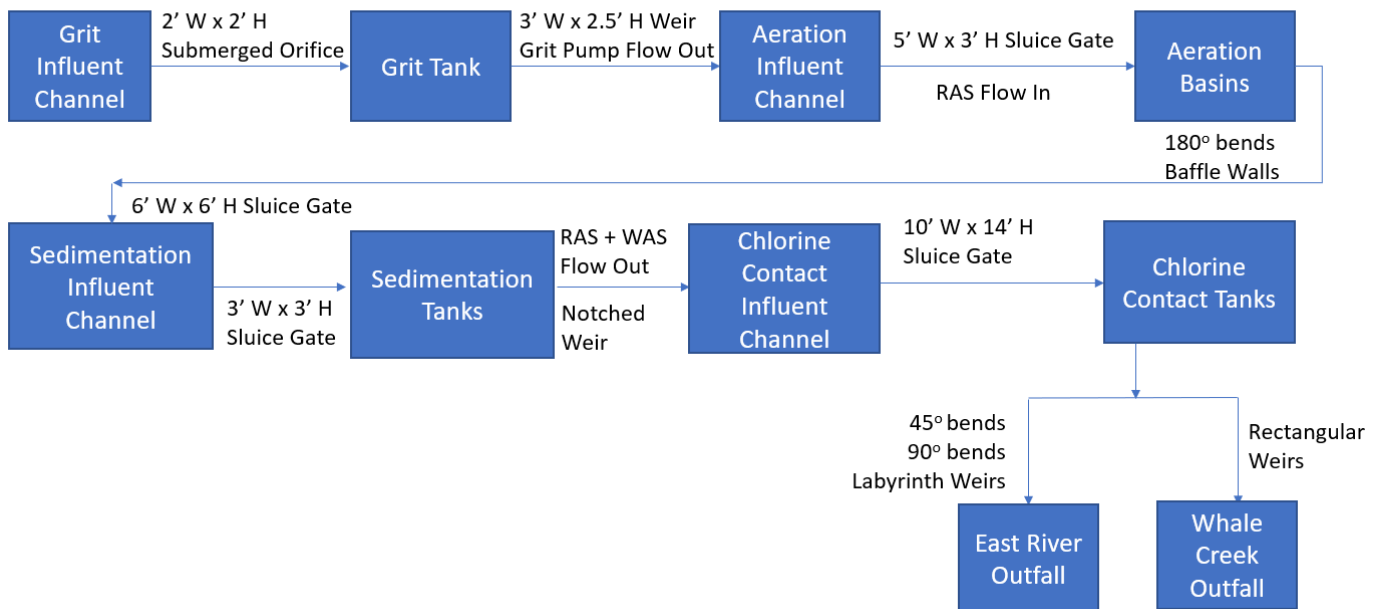 Grit
Influent
Channel
2’ W x 2’ H
Submerged Orifice
Grit Tank
3’ W x 2.5’ H Weir
Grit Pump Flow Out
Aeration
Influent
Channel
5’ W x 3’ H Sluice Gate
RAS Flow In
Aeration
Basins
180° bends
Baffle Walls
6’ W x 6’ H Sluice Gate
Sedimentation
Influent
Channel
3’ W x 3’ H
Sluice Gate
Sedimentation
Tanks
RAS + WAS
Flow Out
Notched
Weir
Chlorine
Contact
Influent
Channel
10’ W x 14’ H
Sluice Gate
Chlorine
Contact Tanks
45° bends
90° bends
Labyrinth Weirs
Rectangular
Weirs
East River
Outfall
Whale
Creek
Outfall